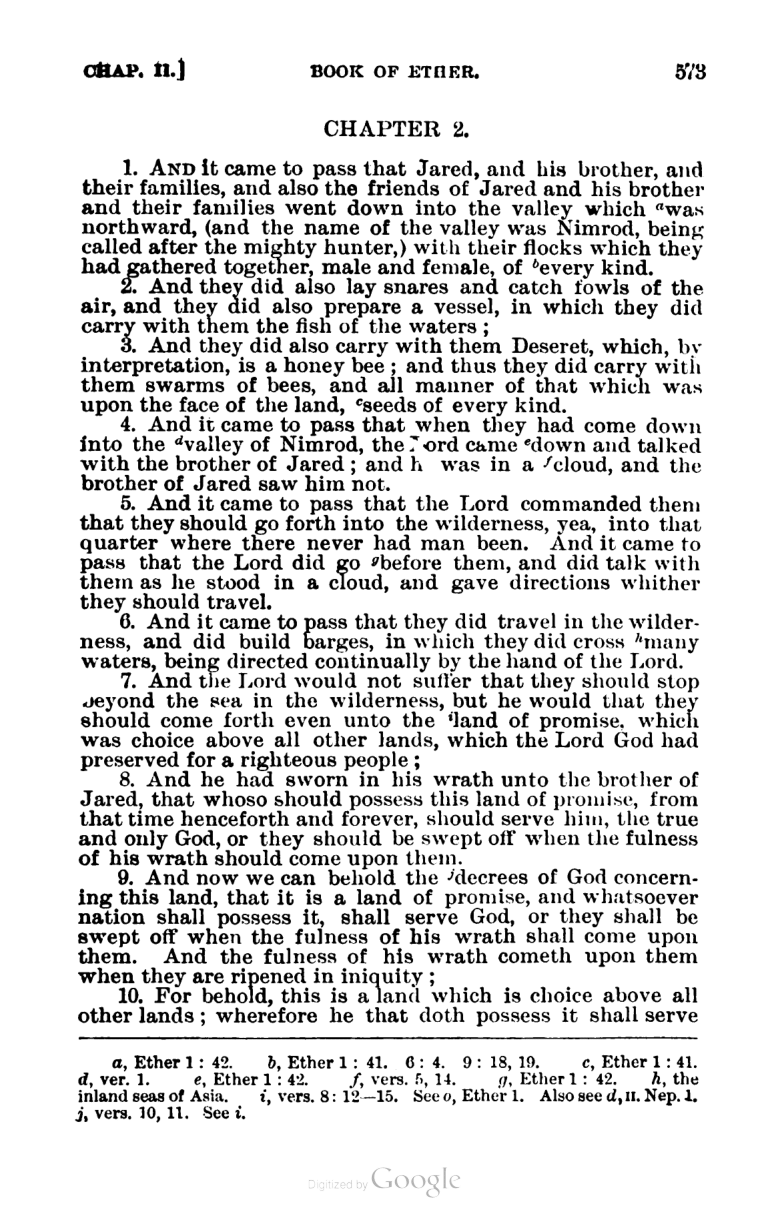 CHAP. II.] BOOK OF ETHER. 573
CHAPTER 2.
1. AND it came to pass that Jared, and his brother, and
their families, and also the friends of Jared and his brother
and their families went down into the valley which ᵃwas
northward, (and the name of the valley was Nimrod, being
called after the mighty hunter,) with their flocks which they
had gathered together, male and female, of ᵇevery kind.
2. And they did also lay snares and catch fowls of the
air, and they did also prepare a vessel, in which they did
carry with them the fish of the waters ;
3. And they did also carry with them Deseret, which, by
interpretation, is a honey bee ; and thus they did carry with
them swarms of bees, and all manner of that which was
upon the face of the land, ᶜseeds of every kind.
4. And it came to pass that when they had come down
into the ᵈvalley of Nimrod, the Lord came ᵉdown and talked
with the brother of Jared ; and h was in a ᶠcloud, and the
brother of Jared saw him not.
5. And it came to pass that the Lord commanded them
that they should go forth into the wilderness, yea, into that
quarter where there never had man been. And it came to
pass that the Lord did go ᵍbefore them, and did talk with
them as he stood in a cloud, and gave directions whither
they should travel.
6. And it came to pass that they did travel in the wilder-
ness, and did build barges, in which they did cross ʰmany
waters, being directed continually by the hand of the Lord.
7. And the Lord would not suffer that they should stop
beyond the sea in the wilderness, but he would that they
should come forth even unto the ⁱland of promise, which
was choice above all other lands, which the Lord God had
preserved for a righteous people ;
8. And he had sworn in his wrath unto the brother of
Jared, that whoso should possess this land of promise, from
that time henceforth and forever, should serve him, the true
and only God, or they should be swept off when the fulness
of his wrath should come upon them.
9. And now we can behold the ʲdecrees of God concern-
ing this land, that it is a land of promise, and whatsoever
nation shall possess it, shall serve God, or they shall be
swept off when the fulness of his wrath shall come upon
them. And the fulness of his wrath cometh upon them
when they are ripened in iniquity ;
10. For behold, this is a land which is choice above all
other lands ; wherefore he that doth possess it shall serve
a, Ether 1 : 42. b, Ether 1 : 41. 6 : 4. 9 : 18, 19. c, Ether 1 : 41.
d, ver. 1. e, Ether 1 : 42. f, vers. 5, 14. g, Ether 1 : 42. h, the
inland seas of Asia. i, vers. 8 : 12—15. See o, Ether 1. Also see d, II. Nep. 1.
j, vers. 10, 11. See i.
Digitized by Google